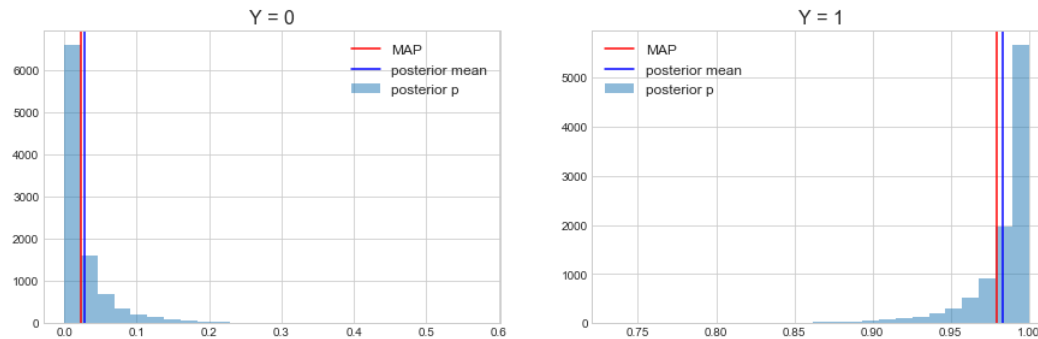 Y = 0
MAP
posterior mean
posterior p
6000
5000
4000
3000
2000
1000
0
0.0 0.1 0.2 0.3 0.4 0.5 0.6
Y = 1
MAP
posterior mean
posterior p
5000
4000
3000
2000
1000
0
0.75 0.80 0.85 0.90 0.95 1.00